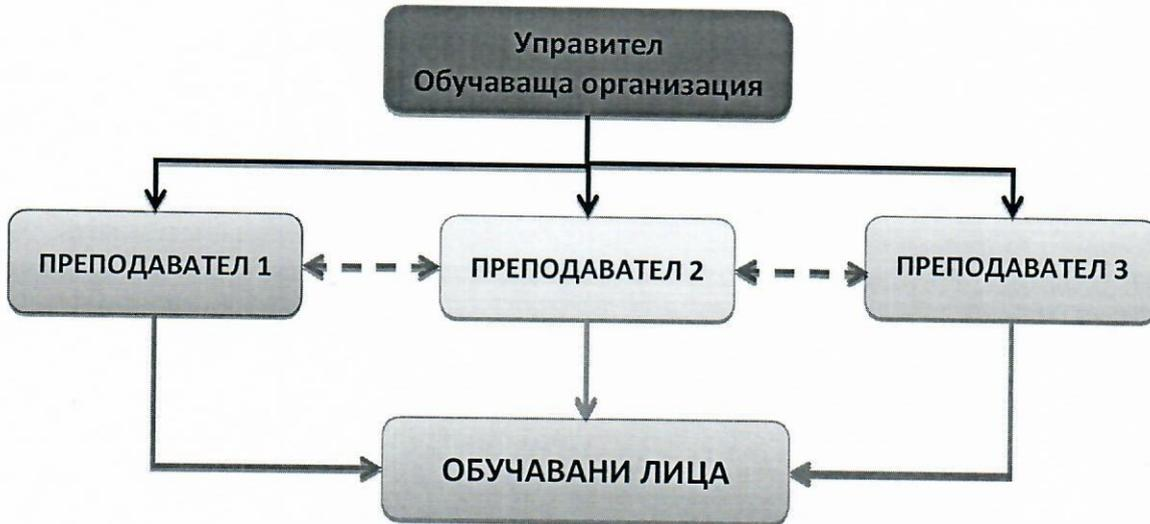 Управител
Обучаваща организация
ПРЕПОДАВАТЕЛ 1
ПРЕПОДАВАТЕЛ 2
ПРЕПОДАВАТЕЛ 3
ОБУЧАВАНИ ЛИЦА